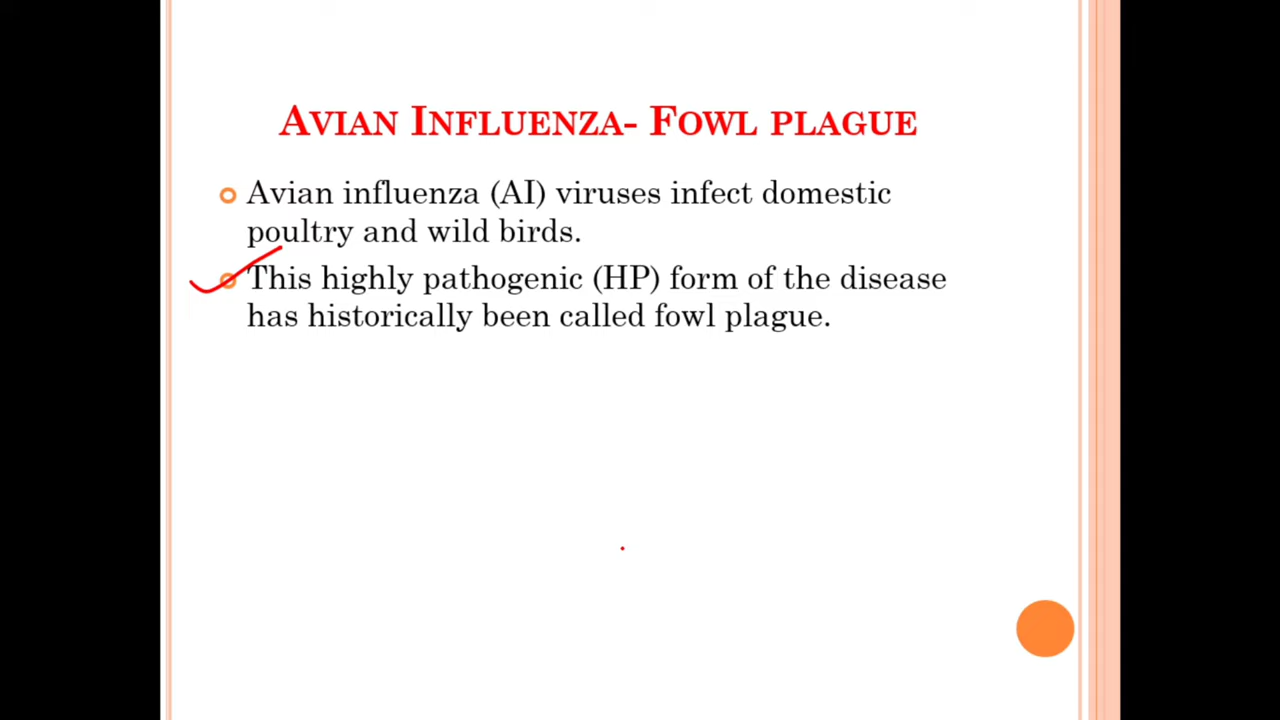 Avian Influenza- Fowl plague
Avian influenza (AI) viruses infect domestic
poultry and wild birds.
This highly pathogenic (HP) form of the disease
has historically been called fowl plague.